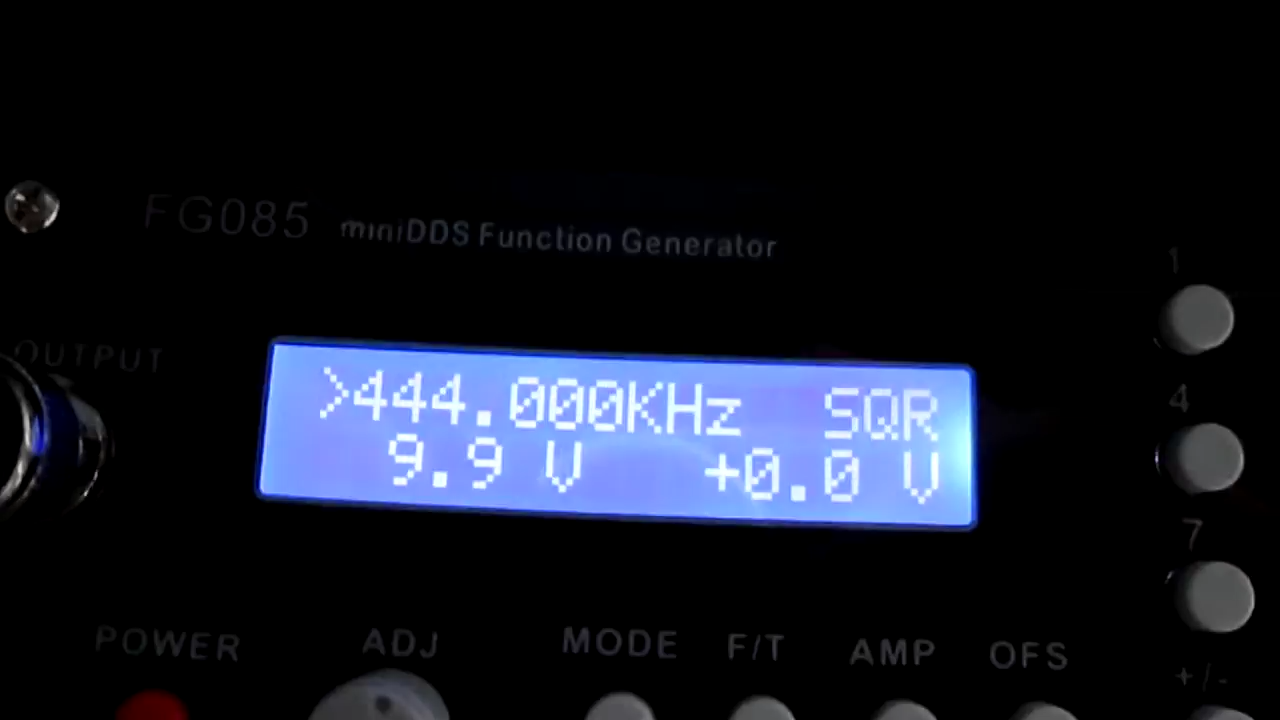 FG085 miniDDS Function Generator
1
OUTPUT
>444.000KHz SQR
9.9 V +0.0 V
4
7
POWER ADJ MODE F/T AMP OFS
+/-